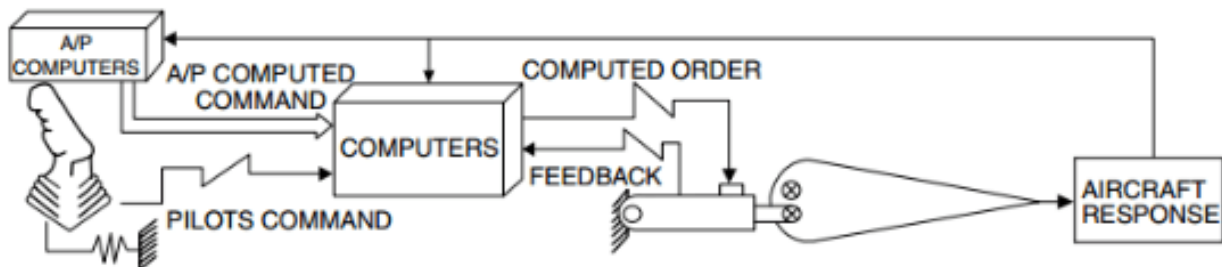 A/P
COMPUTERS
A/P COMPUTED
COMMAND
COMPUTED ORDER
COMPUTERS
FEEDBACK
PILOTS COMMAND
AIRCRAFT
RESPONSE